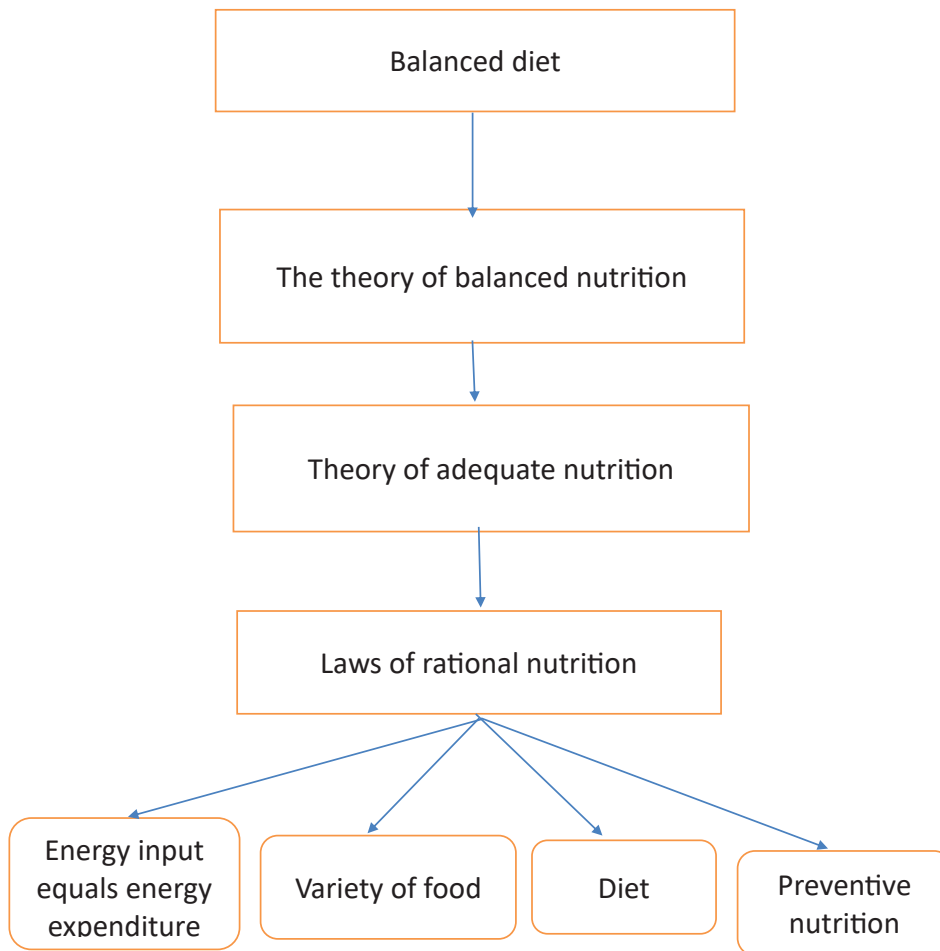 Balanced diet
The theory of balanced nutrition
Theory of adequate nutrition
Laws of rational nutrition
Energy input
equals energy
expenditure
Variety of food
Diet
Preventive
nutrition